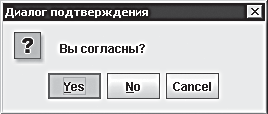 Диалог подтверждения
?
Вы согласны?
Yes No Cancel